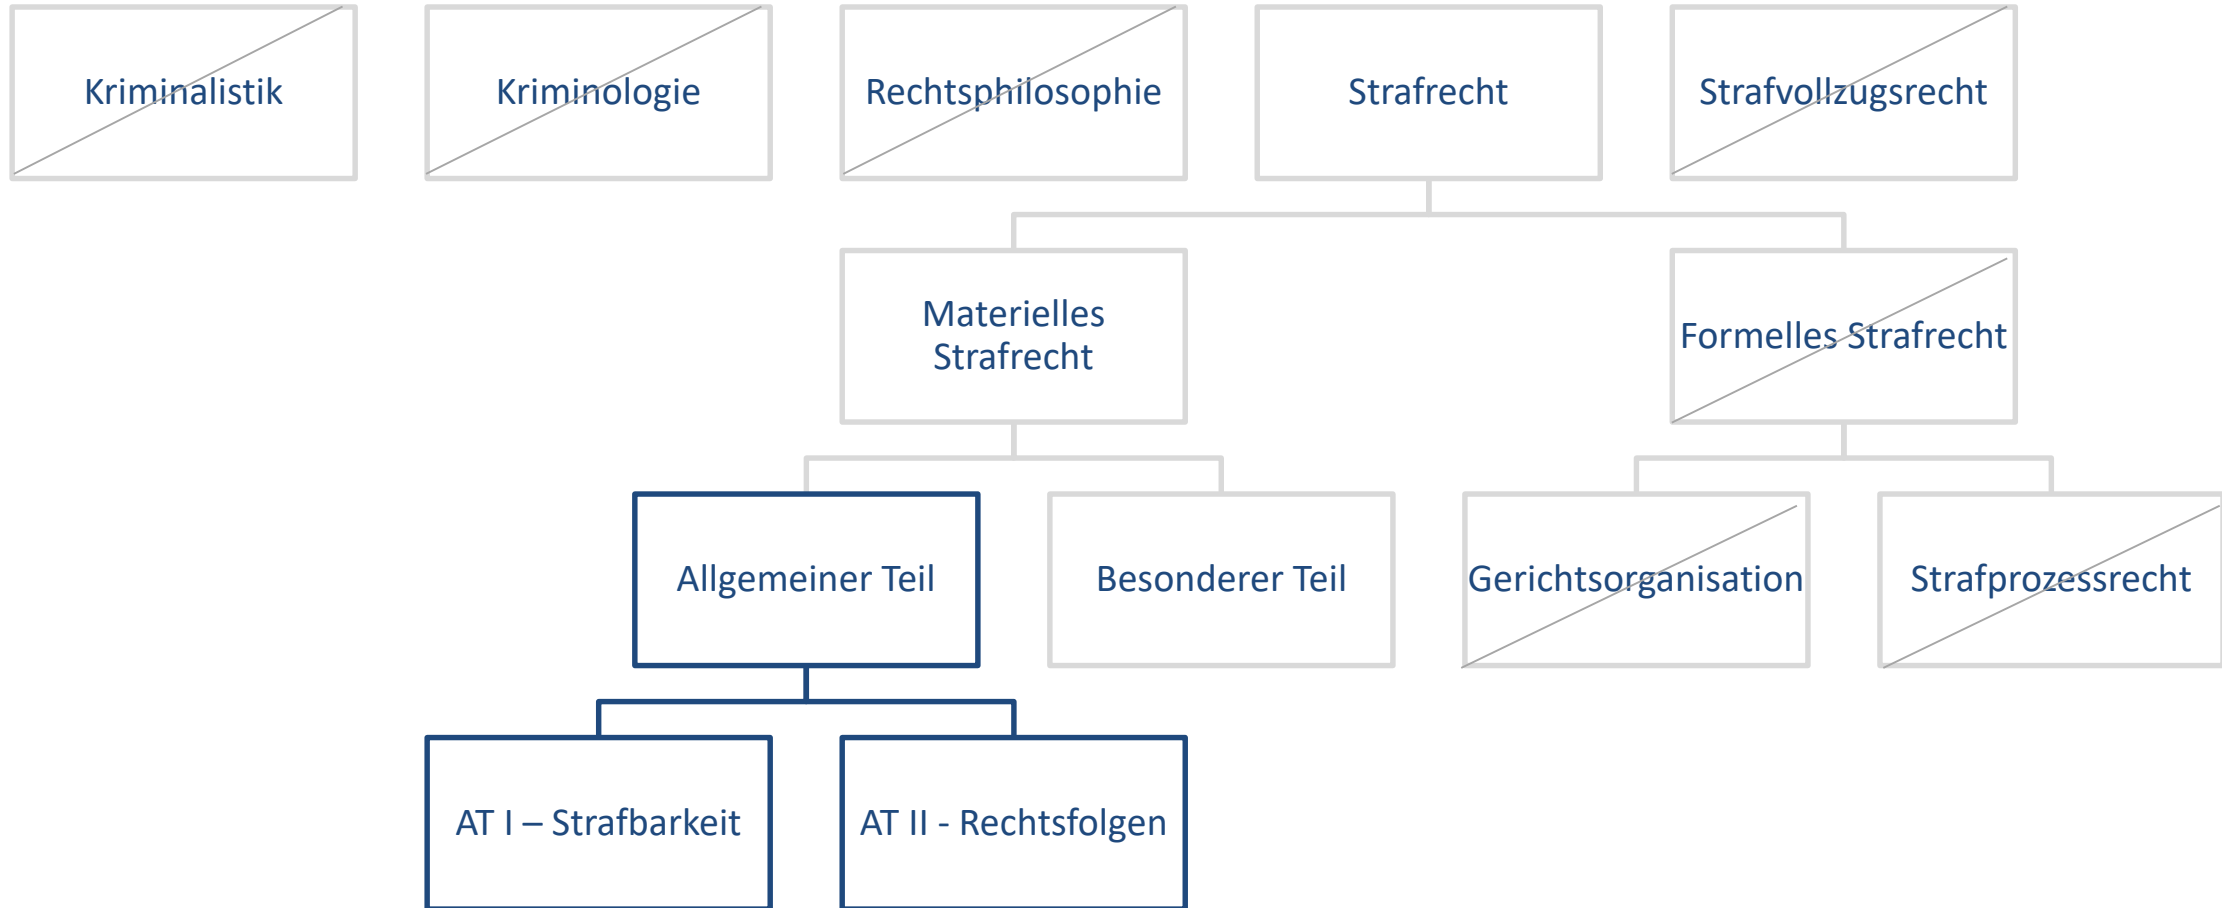 Kriminalistik
Kriminologie
Rechtsphilosophie
Strafrecht
Strafvollzugsrecht
Materielles
Strafrecht
Formelles Strafrecht
Allgemeiner Teil
Besonderer Teil
Gerichtsorganisation
Strafprozessrecht
AT I – Strafbarkeit
AT II - Rechtsfolgen